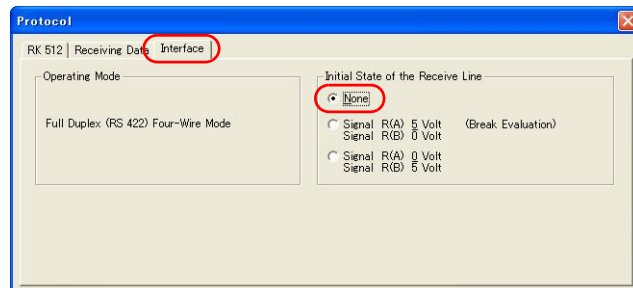 Protocol
RK 512 Receiving Data Interface
Operating Mode
Full Duplex (RS 422) Four-Wire Mode
Initial State of the Receive Line
None
Signal R(A) 5 Volt (Break Evaluation)
Signal R(B) 0 Volt
Signal R(A) 0 Volt
Signal R(B) 5 Volt